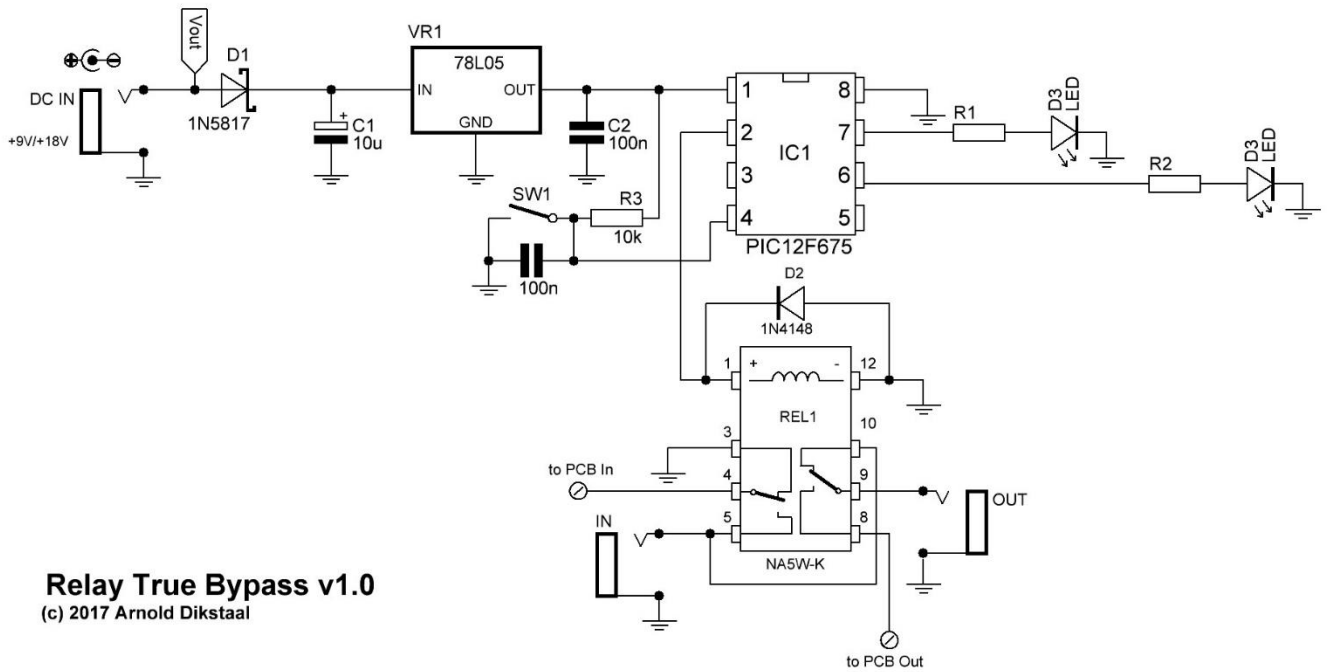 Vout
D1
1N5817
DC IN
+9V/+18V
+
C1
10u
VR1
78L05
IN
OUT
GND
C2
100n
SW1
R3
10k
100n
1
2
3
4
8
7
6
5
IC1
PIC12F675
R1
D3
LED
R2
D3
LED
D2
1N4148
1
+
-
12
REL1
3
4
5
10
9
8
NA5W-K
to PCB In
IN
OUT
to PCB Out
Relay True Bypass v1.0
(c) 2017 Arnold Dikstaal